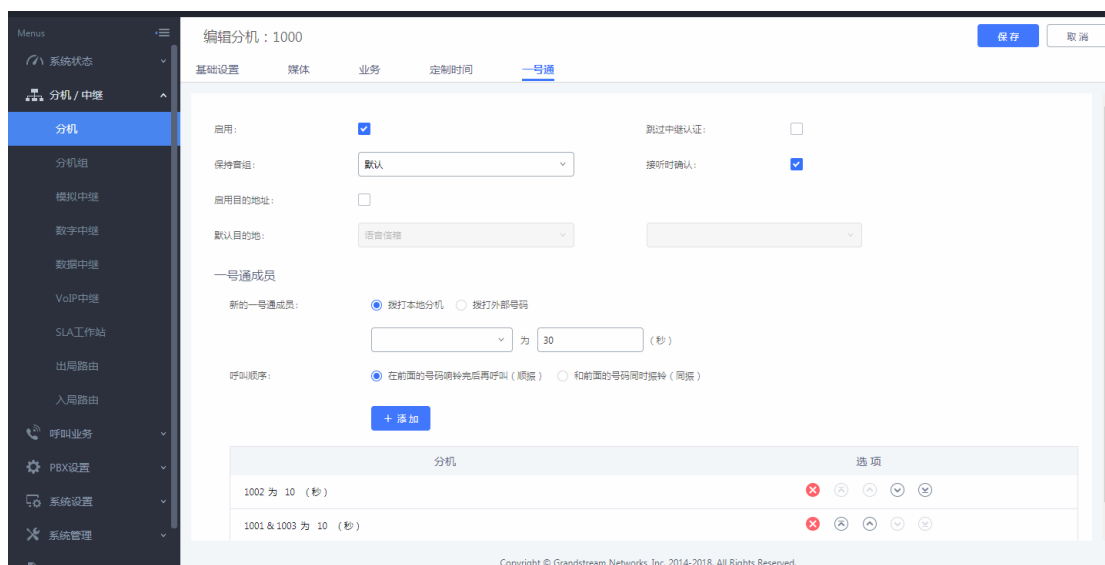 Menus
系统状态
分机 / 中继
分机
分机组
模拟中继
数字中继
数据中继
VoIP中继
SLA工作站
出局路由
入局路由
呼叫业务
PBX设置
系统设置
系统管理
编辑分机：1000
保存
取消
基础设置 媒体 业务 定制时间 一号通
启用： 跳过中继认证：
保持音组： 默认 接听时确认：
启用目的地址：
默认目的地： 语音信箱
一号通成员
新的一号通成员： 拨打本地分机 拨打外部号码
为 30 （秒）
呼叫顺序： 在前面的号码响铃完后再呼叫（顺振） 和前面的号码同时振铃（同振）
+ 添加
分机 选项
1002 为 10 （秒）
1001 & 1003 为 10 （秒）
Copyright © Grandstream Networks, Inc. 2014-2018. All Rights Reserved.